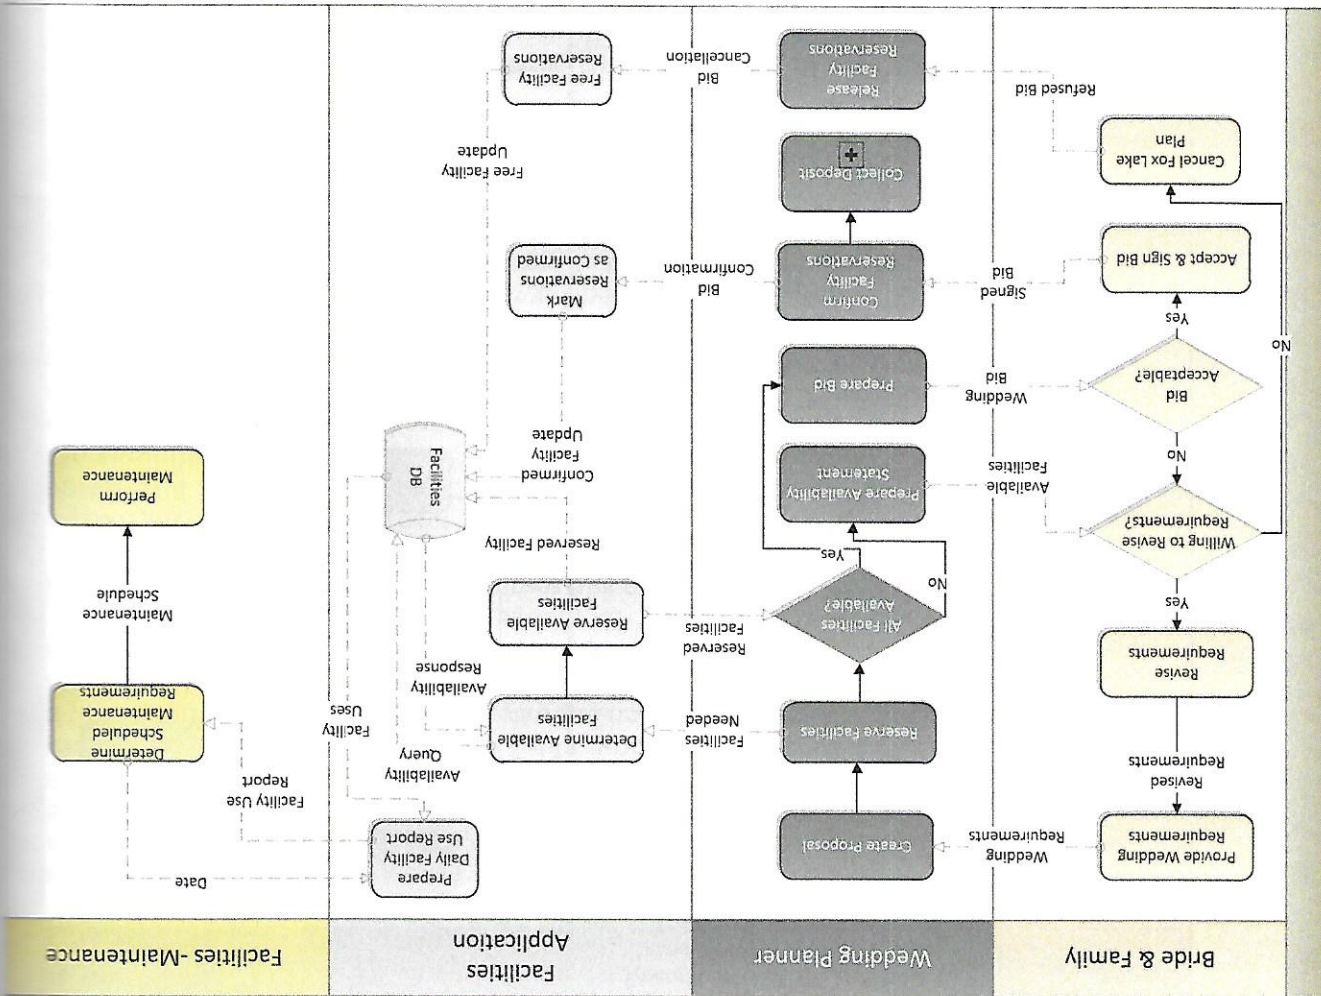 Bride & Family
Wedding Planner
Facilities
Application
Facilities - Maintenance
Provide Wedding
Requirements
Wedding
Requirements
Create Proposal
Prepare
Daily Facility
Use Report
Date
Revised
Requirements
Facility Use
Report
Reserve Facilities
Facilities
Needed
Determine Available
Facilities
Availability
Query
Facility
Uses
Determine
Scheduled
Maintenance
Requirements
Revise
Requirements
Availability
Response
Yes
All Facilities
Available?
Facilities
Reserved
Reserve Available
Facilities
Maintenance
Schedule
No
Yes
Reserved Facility
Willing to Revise
Requirements?
Available
Facilities
Prepare Availability
Statement
Facilities
DB
Perform
Maintenance
No
Confirmed
Facility
Update
Bid
Acceptable?
Wedding
Bid
Prepare Bid
No
Yes
Accept & Sign Bid
Signed
Bid
Confirm
Facility
Reservations
Bid
Confirmation
Mark
Reservations
as Confirmed
Cancel Fox Lake
Plan
Collect Deposit
Free Facility
Update
Refused Bid
Release
Facility
Reservations
Bid
Cancellation
Free Facility
Reservations